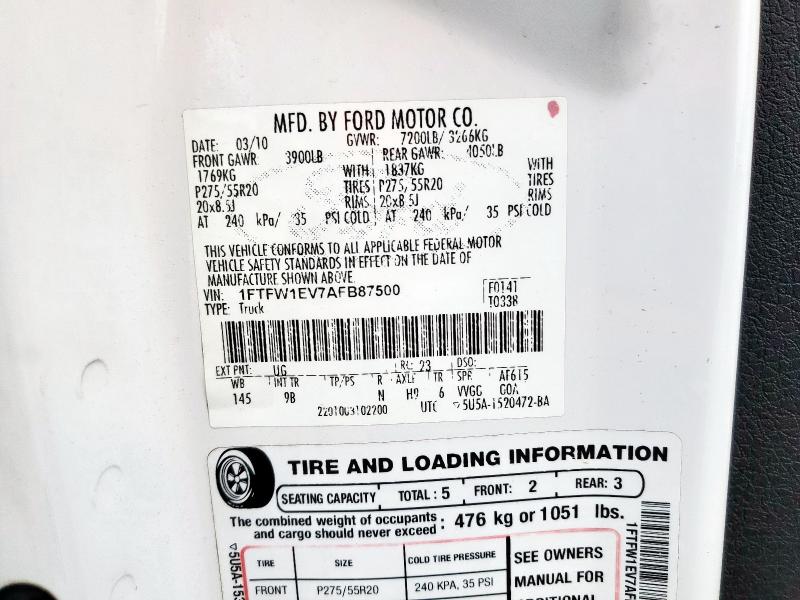 MFD. BY FORD MOTOR CO.
DATE: 03/10 GVWR: 7200LB/ 3266KG
FRONT GAWR: 3900LB REAR GAWR: 4050LB
1769KG WITH 1837KG WITH
P275/55R20 TIRES P275/55R20 TIRES
20x8.5J RIMS 20x8.5J RIMS
AT 240 kPa/ 35 PSI COLD AT 240 kPa/ 35 PSI COLD
THIS VEHICLE CONFORMS TO ALL APPLICABLE FEDERAL MOTOR
VEHICLE SAFETY STANDARDS IN EFFECT ON THE DATE OF
MANUFACTURE SHOWN ABOVE.
VIN: 1FTFW1EV7AFB87500 F0141
TYPE: Truck T0338
EXT PNT: UG RC: 23 DSO:
WB INT TR TP/PS R AXLE TR SPR AF615
145 9B N H9 6 VVGG GOA
2201003102200 UTC ▽5U5A-1520472-BA
TIRE AND LOADING INFORMATION
SEATING CAPACITY TOTAL : 5 FRONT: 2 REAR: 3
The combined weight of occupants
and cargo should never exceed : 476 kg or 1051 lbs.
TIRE SIZE COLD TIRE PRESSURE SEE OWNERS
FRONT P275/55R20 240 KPA, 35 PSI MANUAL FOR
ADDITIONAL
▽5U5A-153
1FTFW1EV7AF